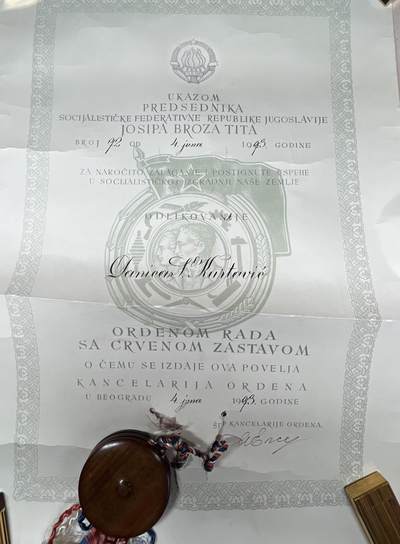 UKAZOM
PREDSEDNIKA
SOCIJALISTIČKE FEDERATIVNE REPUBLIKE JUGOSLAVIJE
JOSIPA BROZA TITA
BROJ 92 OD 4. juna GODINE
ZA NAROČITO ZALAGANJE I POSTIGNUTE USPEHE
U SOCIJALISTIČKOJ IZGRADNJI NAŠE ZEMLJE
ODLIKOVAN JE
Danica
ORDENOM RADA
SA CRVENOM ZASTAVOM
O ČEMU SE IZDAJE OVA POVELJA
KANCELARIJA ORDENA
U BEOGRADU 4. juna GODINE
ŠEF KANCELARIJE ORDENA,